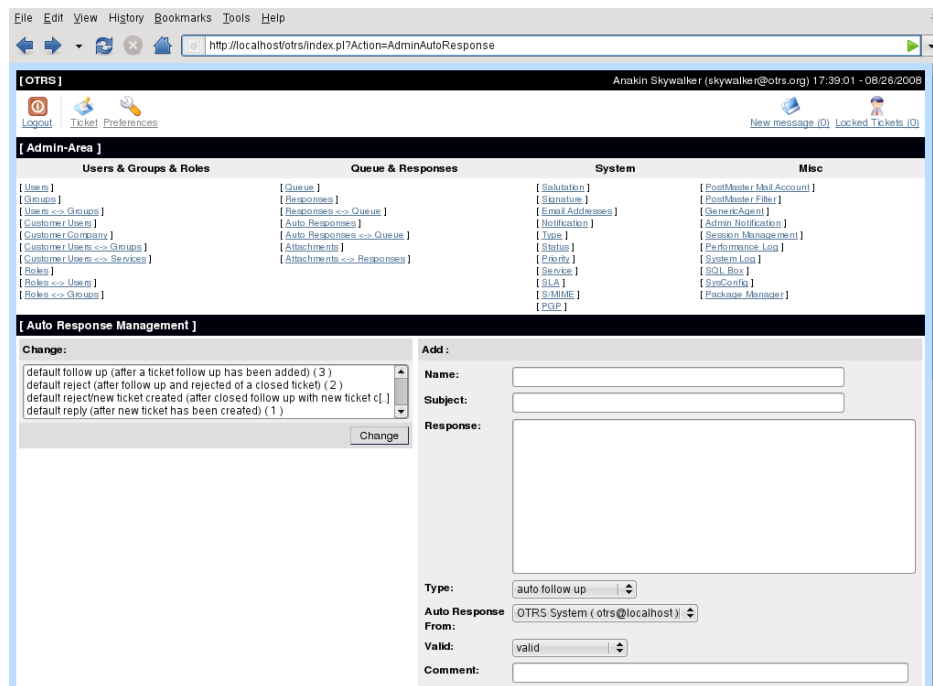 File Edit View History Bookmarks Tools Help
http://localhost/otrs/index.pl?Action=AdminAutoResponse
[ OTRS ] Anakin Skywalker (skywalker@otrs.org) 17:39:01 - 08/26/2008
Logout Ticket Preferences New message (0) Locked Tickets (0)
[ Admin-Area ]
Users & Groups & Roles Queue & Responses System Misc
[ Users ] [ Queue ] [ Salutation ] [ PostMaster Mail Account ]
[ Groups ] [ Responses ] [ Signature ] [ PostMaster Filter ]
[ Users <-> Groups ] [ Responses <-> Queue ] [ Email Addresses ] [ GenericAgent ]
[ Customer Users ] [ Auto Responses ] [ Notification ] [ Admin Notification ]
[ Customer Company ] [ Auto Responses <-> Queue ] [ Type ] [ Session Management ]
[ Customer Users <-> Groups ] [ Attachments ] [ Status ] [ Performance Log ]
[ Customer Users <-> Services ] [ Attachments <-> Responses ] [ Priority ] [ System Log ]
[ Roles ] [ Service ] [ SQL Box ]
[ Roles <-> Users ] [ SLA ] [ SysConfig ]
[ Roles <-> Groups ] [ S/MIME ] [ Package Manager ]
[ PGP ]
[ Auto Response Management ]
Change:
default follow up (after a ticket follow up has been added) ( 3 )
default reject (after follow up and rejected of a closed ticket) ( 2 )
default reject/new ticket created (after closed follow up with new ticket c[..]
default reply (after new ticket has been created) ( 1 )
Change
Add :
Name:
Subject:
Response:
Type: auto follow up
Auto Response From: OTRS System ( otrs@localhost )
Valid: valid
Comment: